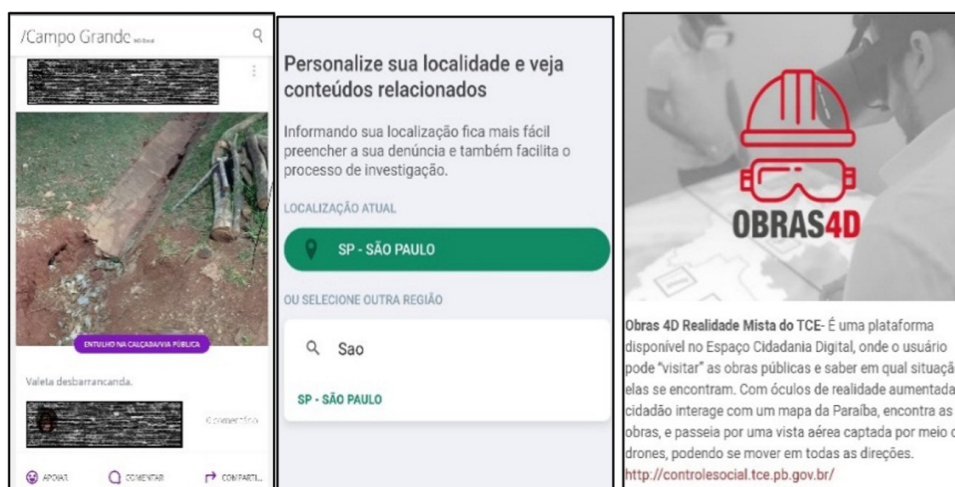 /Campo Grande
ENTULHO NA CALÇADA/VIA PÚBLICA
Valeta desbarrancanda.
0 comentário
APOIAR
COMENTAR
COMPARTI...
Personalize sua localidade e veja
conteúdos relacionados
Informando sua localização fica mais fácil
preencher a sua denúncia e também facilita o
processo de investigação.
LOCALIZAÇÃO ATUAL
SP - SÃO PAULO
OU SELECIONE OUTRA REGIÃO
Sao
SP - SÃO PAULO
OBRAS4D
Obras 4D Realidade Mista do TCE- É uma plataforma
disponível no Espaço Cidadania Digital, onde o usuário
pode "visitar" as obras públicas e saber em qual situaçã
elas se encontram. Com óculos de realidade aumentada
cidadão interage com um mapa da Paraíba, encontra as
obras, e passeia por uma vista aérea captada por meio d
drones, podendo se mover em todas as direções.
http://controlesocial.tce.pb.gov.br/